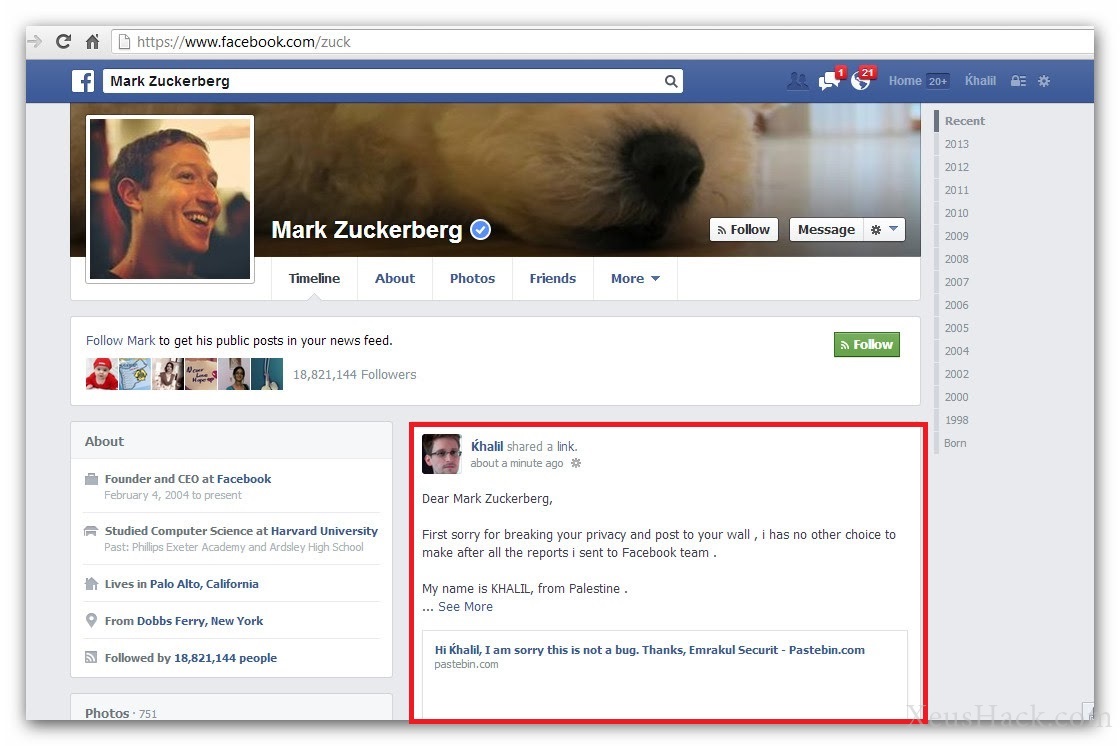 https://www.facebook.com/zuck
f Mark Zuckerberg 1 21 Home 20+ Ḱhalil
Mark Zuckerberg
Follow Message
Timeline About Photos Friends More
Follow Mark to get his public posts in your news feed.
Follow
18,821,144 Followers
Recent
2013
2012
2011
2010
2009
2008
2007
2006
2005
2004
2002
2000
1998
Born
About
Founder and CEO at Facebook
February 4, 2004 to present
Studied Computer Science at Harvard University
Past: Phillips Exeter Academy and Ardsley High School
Lives in Palo Alto, California
From Dobbs Ferry, New York
Followed by 18,821,144 people
Photos · 751
Ḱhalil shared a link.
about a minute ago
Dear Mark Zuckerberg,
First sorry for breaking your privacy and post to your wall , i has no other choice to
make after all the reports i sent to Facebook team .
My name is KHALIL, from Palestine .
... See More
Hi Ḱhalil, I am sorry this is not a bug. Thanks, Emrakul Securit - Pastebin.com
pastebin.com
XeusHack.com